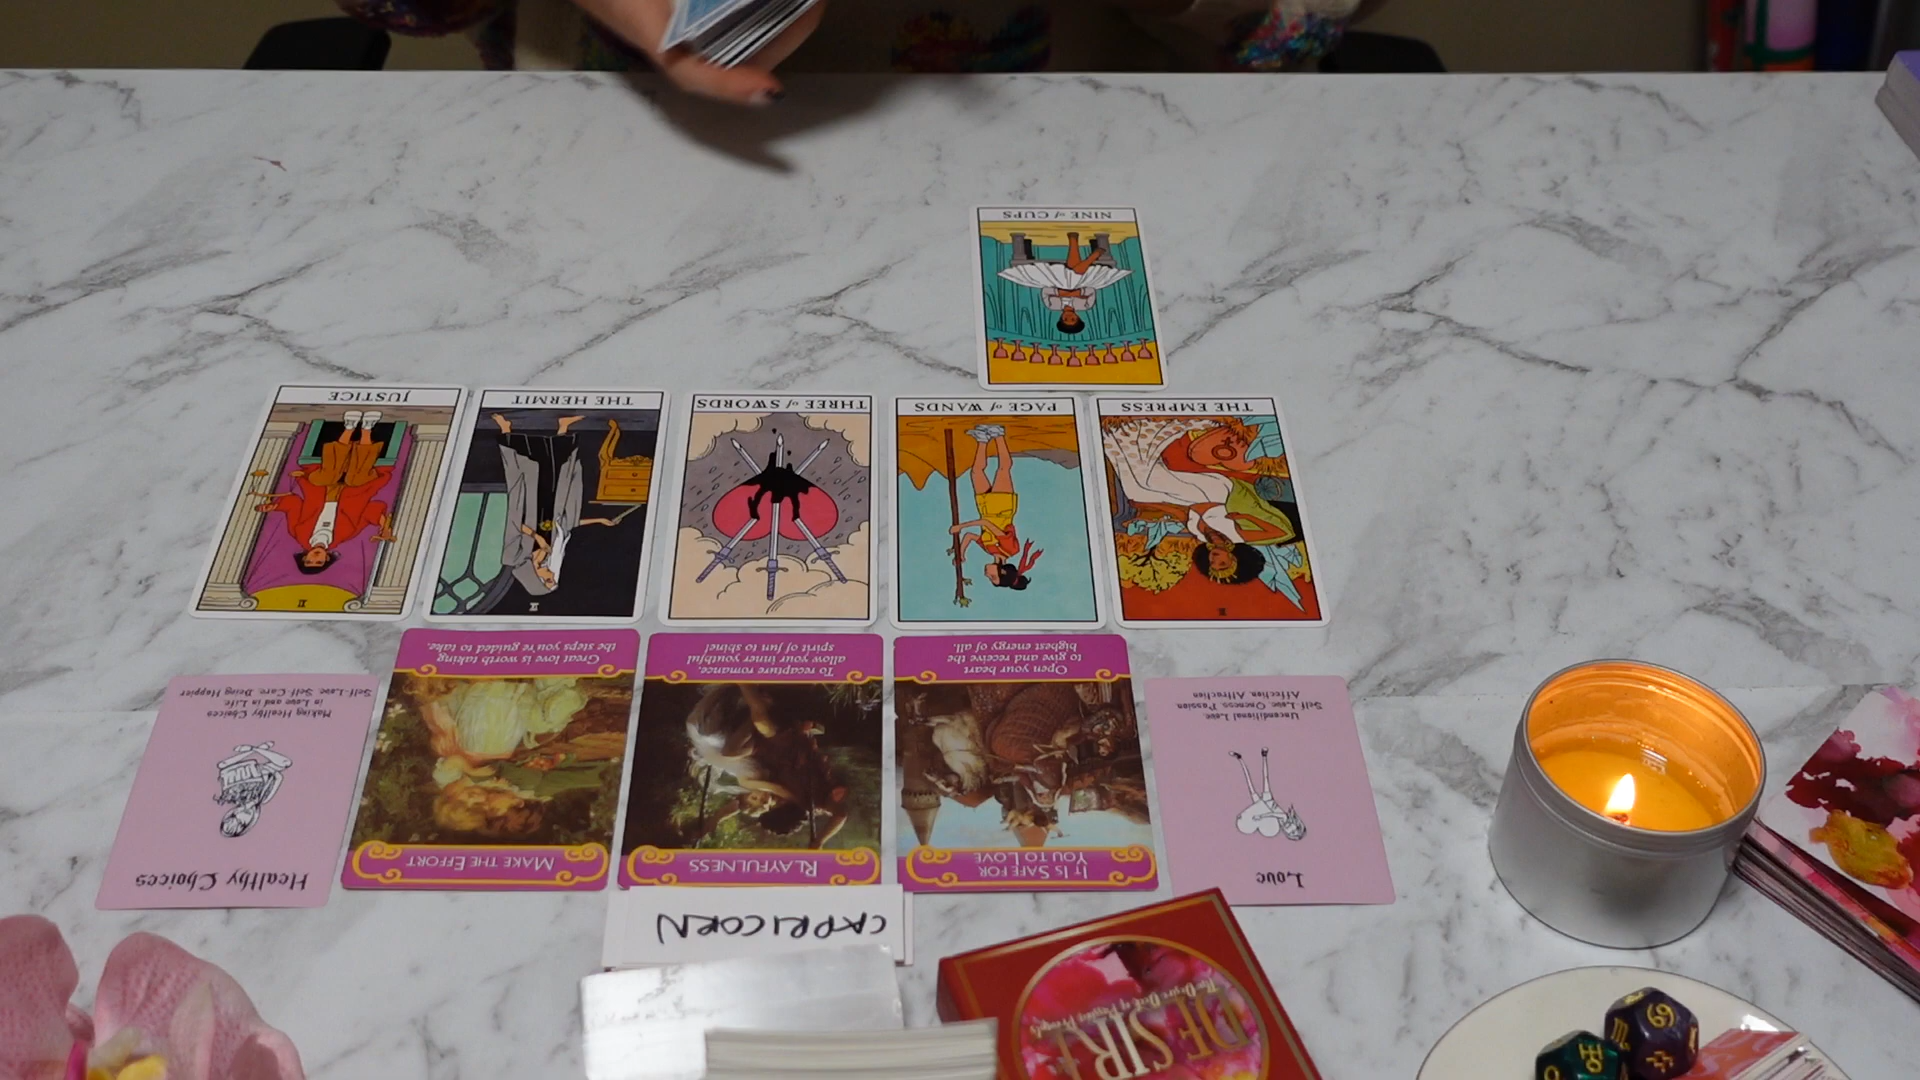 NINE of CUPS
JUSTICE
THE HERMIT
THREE of SWORDS
PAGE of WANDS
THE EMPRESS
III
Healthy Choices
Making Healthy Choices
in Love and in Life.
Self-Love. Self-Care. Being Happier
MAKE THE EFFORT
Great love is worth taking
the steps you're guided to take.
PLAYFULNESS
To recapture romance,
allow your inner youthful
spirit of fun to shine!
IT IS SAFE FOR
YOU TO LOVE
Open your heart
to give and receive the
highest energy of all.
Love
Unconditional Love.
Self-Love. Oneness. Passion.
Affection. Attraction
CAPRICORN
DESIR